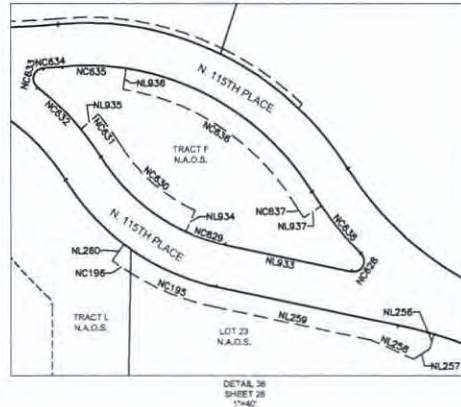 NC634
NC633
NC635
N. 115TH PLACE
NL936
NL935
NC632
NC631
NC636
TRACT F
N.A.O.S.
NC630
NL934
NC637
NL937
NC638
NC629
N. 115TH PLACE
NL933
NC628
NL260
NC196
NC195
NL259
NL256
NL258
NL257
TRACT L
N.A.O.S.
LOT 23
N.A.O.S.
DETAIL 36
SHEET 26
1"=40'